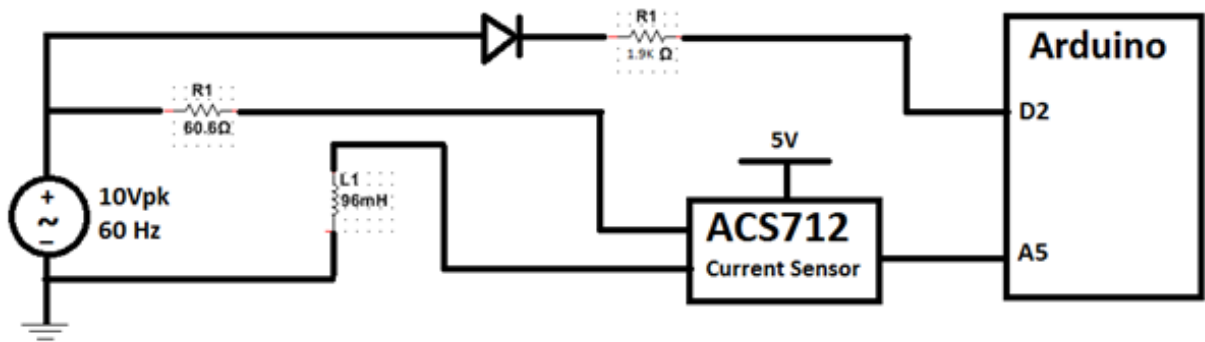 R1
1.9K Ω
Arduino
D2
R1
60.6Ω
5V
L1
96mH
+
~
−
10Vpk
60 Hz
ACS712
Current Sensor
A5